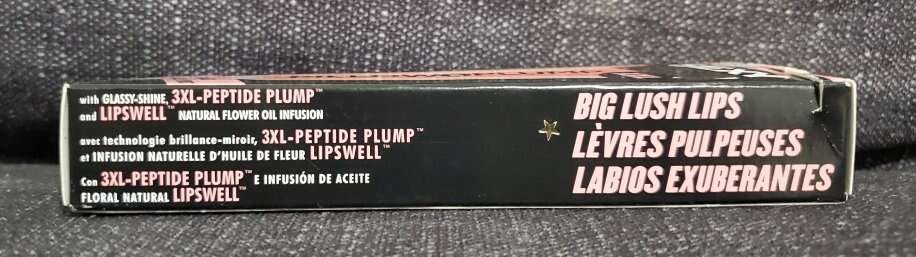 with GLASSY-SHINE, 3XL-PEPTIDE PLUMP™
and LIPSWELL™ NATURAL FLOWER OIL INFUSION
avec technologie brillance-miroir, 3XL-PEPTIDE PLUMP™
et INFUSION NATURELLE D'HUILE DE FLEUR LIPSWELL™
Con 3XL-PEPTIDE PLUMP™ E INFUSIÓN DE ACEITE
FLORAL NATURAL LIPSWELL™
BIG LUSH LIPS
LÈVRES PULPEUSES
LABIOS EXUBERANTES